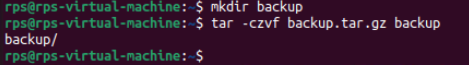 rps@rps-virtual-machine:~$ mkdir backup
rps@rps-virtual-machine:~$ tar -czvf backup.tar.gz backup
backup/
rps@rps-virtual-machine:~$